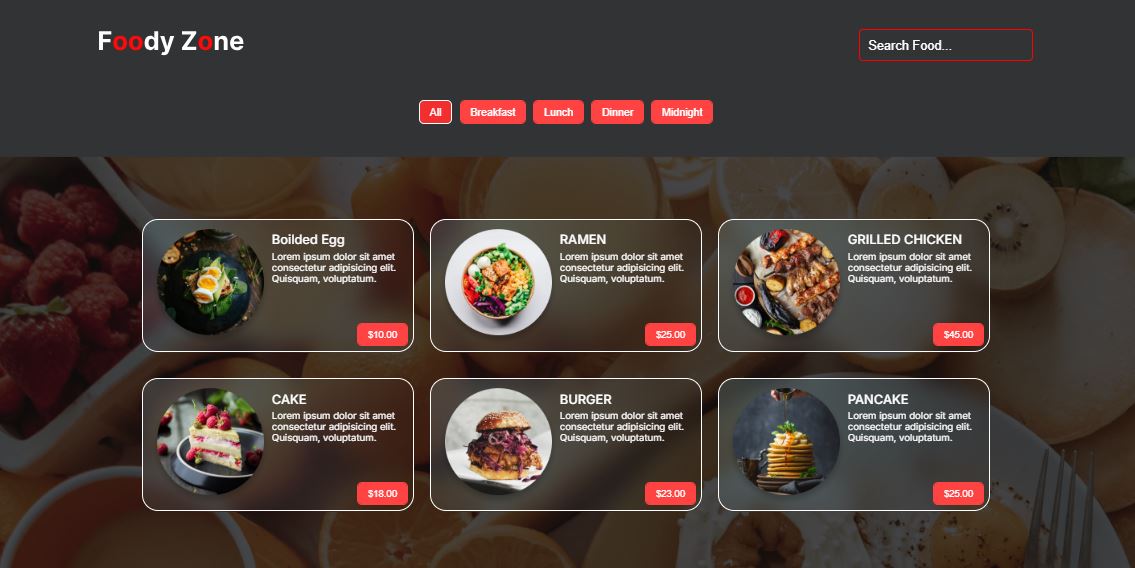 Foody Zone
Search Food...
All
Breakfast
Lunch
Dinner
Midnight
Boilded Egg
Lorem ipsum dolor sit amet
consectetur adipisicing elit.
Quisquam, voluptatum.
$10.00
RAMEN
Lorem ipsum dolor sit amet
consectetur adipisicing elit.
Quisquam, voluptatum.
$25.00
GRILLED CHICKEN
Lorem ipsum dolor sit amet
consectetur adipisicing elit.
Quisquam, voluptatum.
$45.00
CAKE
Lorem ipsum dolor sit amet
consectetur adipisicing elit.
Quisquam, voluptatum.
$18.00
BURGER
Lorem ipsum dolor sit amet
consectetur adipisicing elit.
Quisquam, voluptatum.
$23.00
PANCAKE
Lorem ipsum dolor sit amet
consectetur adipisicing elit.
Quisquam, voluptatum.
$25.00